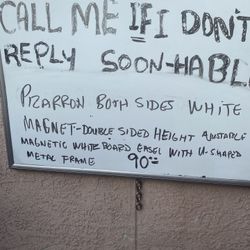 CALL ME IF I DON'T
REPLY SOON-HABL
PIZARRON BOTH SIDES WHITE
MAGNET-DOUBLE SIDED HEIGHT AJUSTABLE
MAGNETIC WHITE BOARD EASEL WITH U-SHAPED
METAL FRAME 90